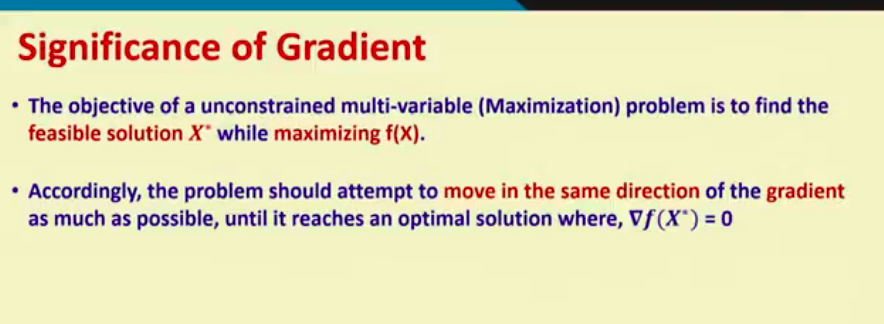 Significance of Gradient
• The objective of a unconstrained multi-variable (Maximization) problem is to find the
feasible solution X* while maximizing f(X).
• Accordingly, the problem should attempt to move in the same direction of the gradient
as much as possible, until it reaches an optimal solution where, ∇f(X*) = 0